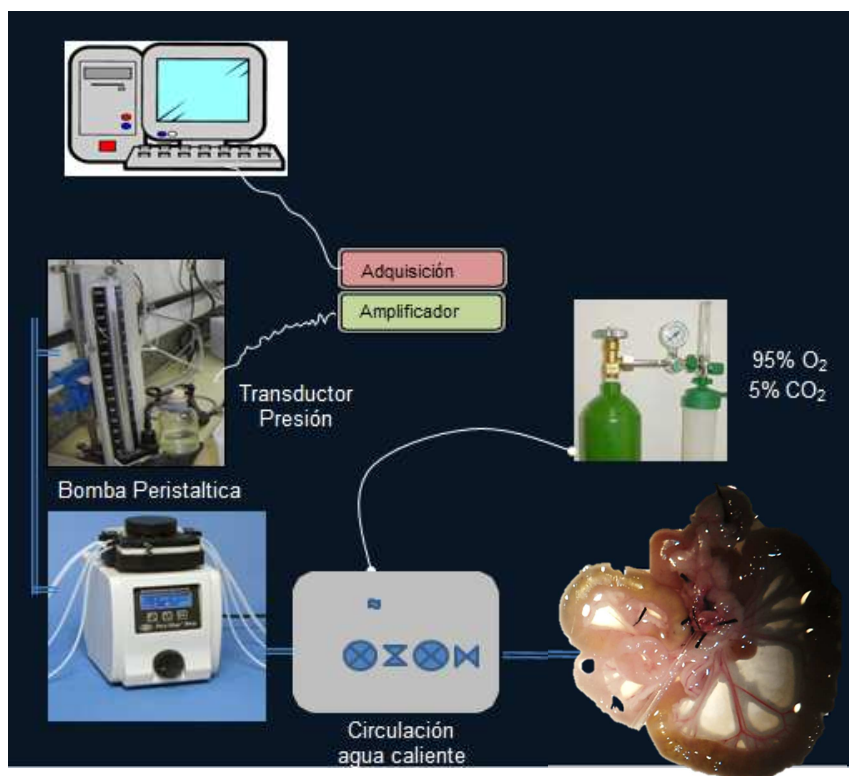 Adquisición
Amplificador
95% O₂
5% CO₂
Transductor
Presión
Bomba Peristaltica
Circulación
agua caliente